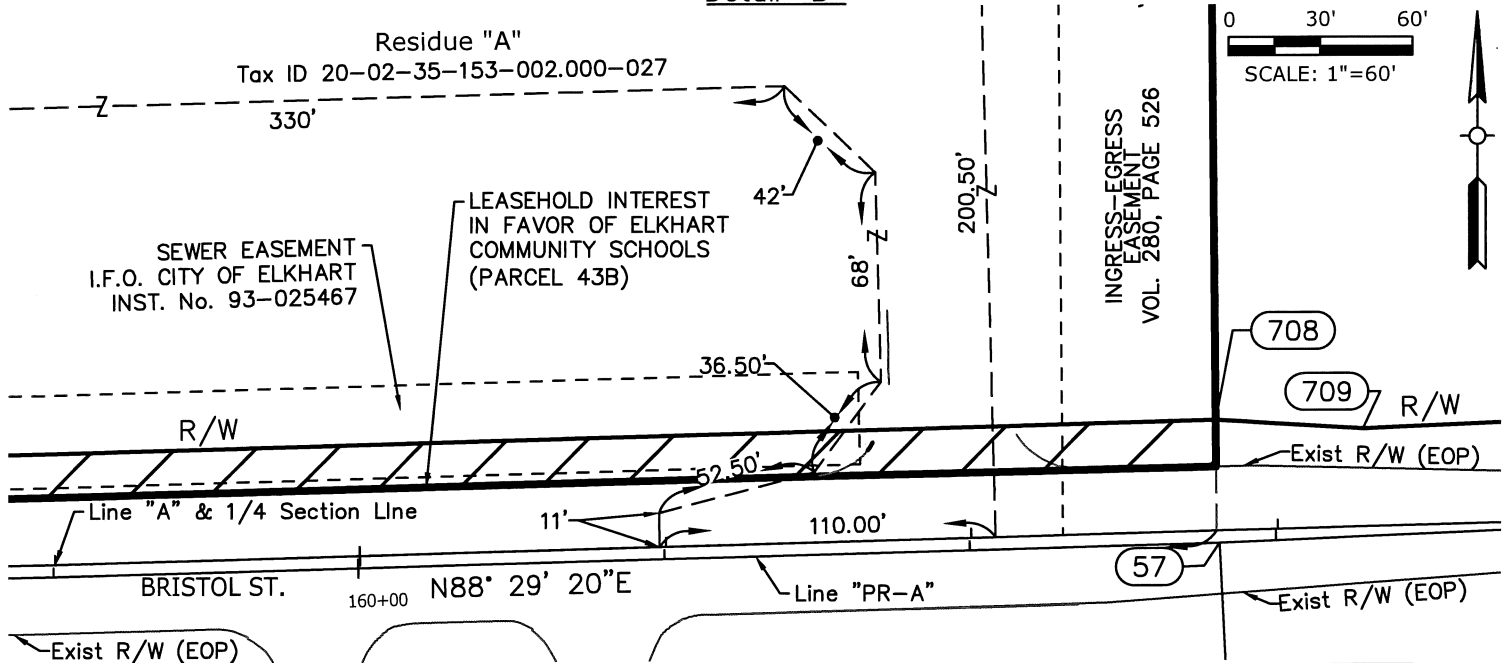 0 30' 60'
SCALE: 1"=60'
Residue "A"
Tax ID 20-02-35-153-002.000-027
Z
330'
42'
LEASEHOLD INTEREST
IN FAVOR OF ELKHART
COMMUNITY SCHOOLS
(PARCEL 43B)
SEWER EASEMENT
I.F.O. CITY OF ELKHART
INST. No. 93-025467
Z
68'
200.50'
Z
INGRESS-EGRESS
EASEMENT
VOL. 280, PAGE 526
708
709
R/W
36.50'
R/W
Exist R/W (EOP)
52.50'
Line "A" & 1/4 Section LIne
11'
110.00'
57
BRISTOL ST.
160+00
N88° 29' 20"E
Line "PR-A"
Exist R/W (EOP)
Exist R/W (EOP)